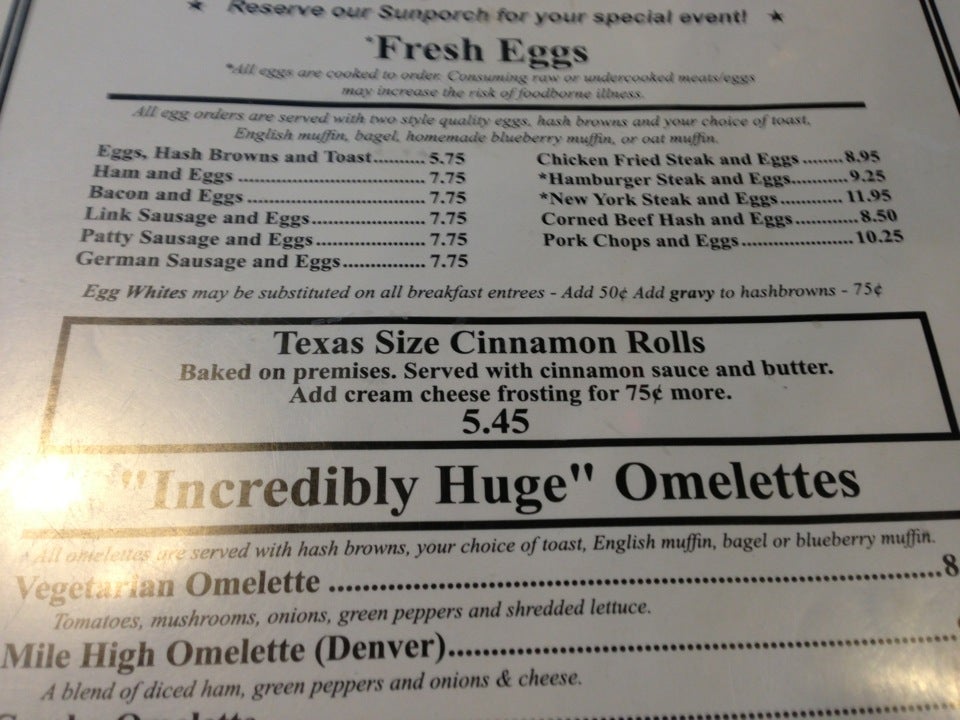 ★ Reserve our Sunporch for your special event! ★
*Fresh Eggs
*All eggs are cooked to order. Consuming raw or undercooked meats/eggs
may increase the risk of foodborne illness.
All egg orders are served with two style quality eggs, hash browns and your choice of toast,
English muffin, bagel, homemade blueberry muffin, or oat muffin.
Eggs, Hash Browns and Toast..........5.75
Ham and Eggs ................................ 7.75
Bacon and Eggs............................... 7.75
Link Sausage and Eggs.................... 7.75
Patty Sausage and Eggs................... 7.75
German Sausage and Eggs.............. 7.75
Chicken Fried Steak and Eggs ........8.95
*Hamburger Steak and Eggs..........9.25
*New York Steak and Eggs........... 11.95
Corned Beef Hash and Eggs............8.50
Pork Chops and Eggs....................10.25
Egg Whites may be substituted on all breakfast entrees - Add 50¢ Add gravy to hashbrowns - 75¢
Texas Size Cinnamon Rolls
Baked on premises. Served with cinnamon sauce and butter.
Add cream cheese frosting for 75¢ more.
5.45
"Incredibly Huge" Omelettes
All omelettes are served with hash browns, your choice of toast, English muffin, bagel or blueberry muffin.
Vegetarian Omelette ...............................................................................8
Tomatoes, mushrooms, onions, green peppers and shredded lettuce.
Mile High Omelette (Denver)..................................................................
A blend of diced ham, green peppers and onions & cheese.